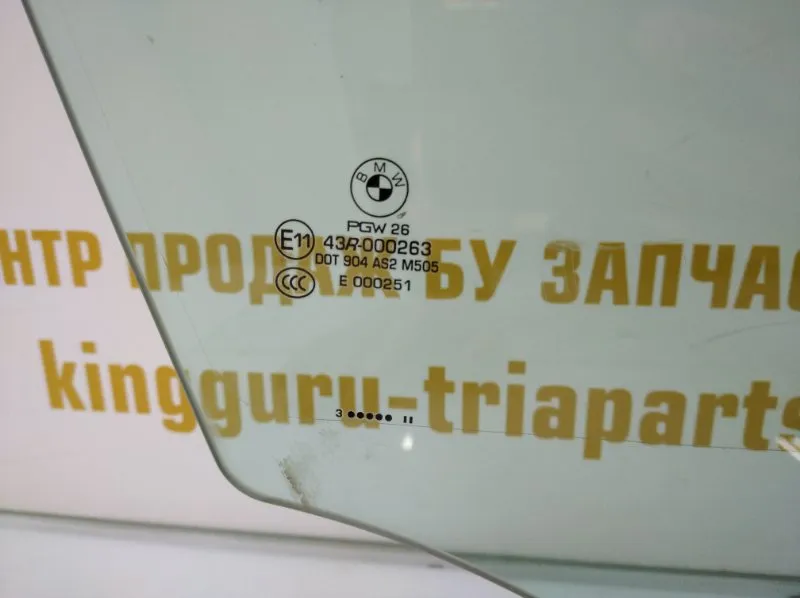 BMW
PGW 26
E11 43R-000263
DOT 904 AS2 M505
CCC E 000251
НТР ПРОДАЖ БУ ЗАПЧАС
kingguru-triaparts
3 ●●●●● II